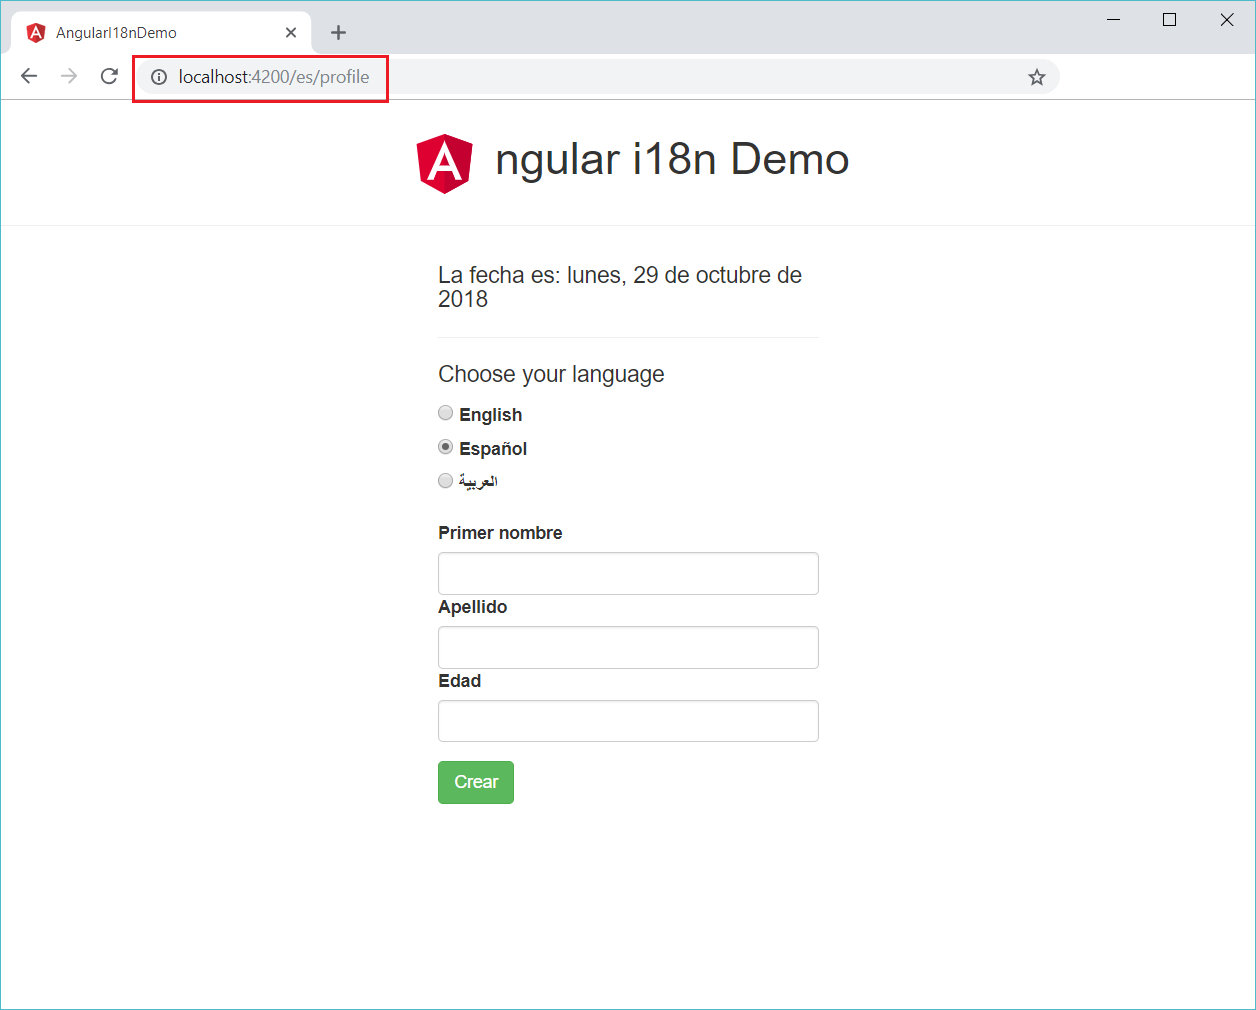 AngularI18nDemo
localhost:4200/es/profile
A ngular i18n Demo
La fecha es: lunes, 29 de octubre de
2018
Choose your language
English
Español
العربية
Primer nombre
Apellido
Edad
Crear